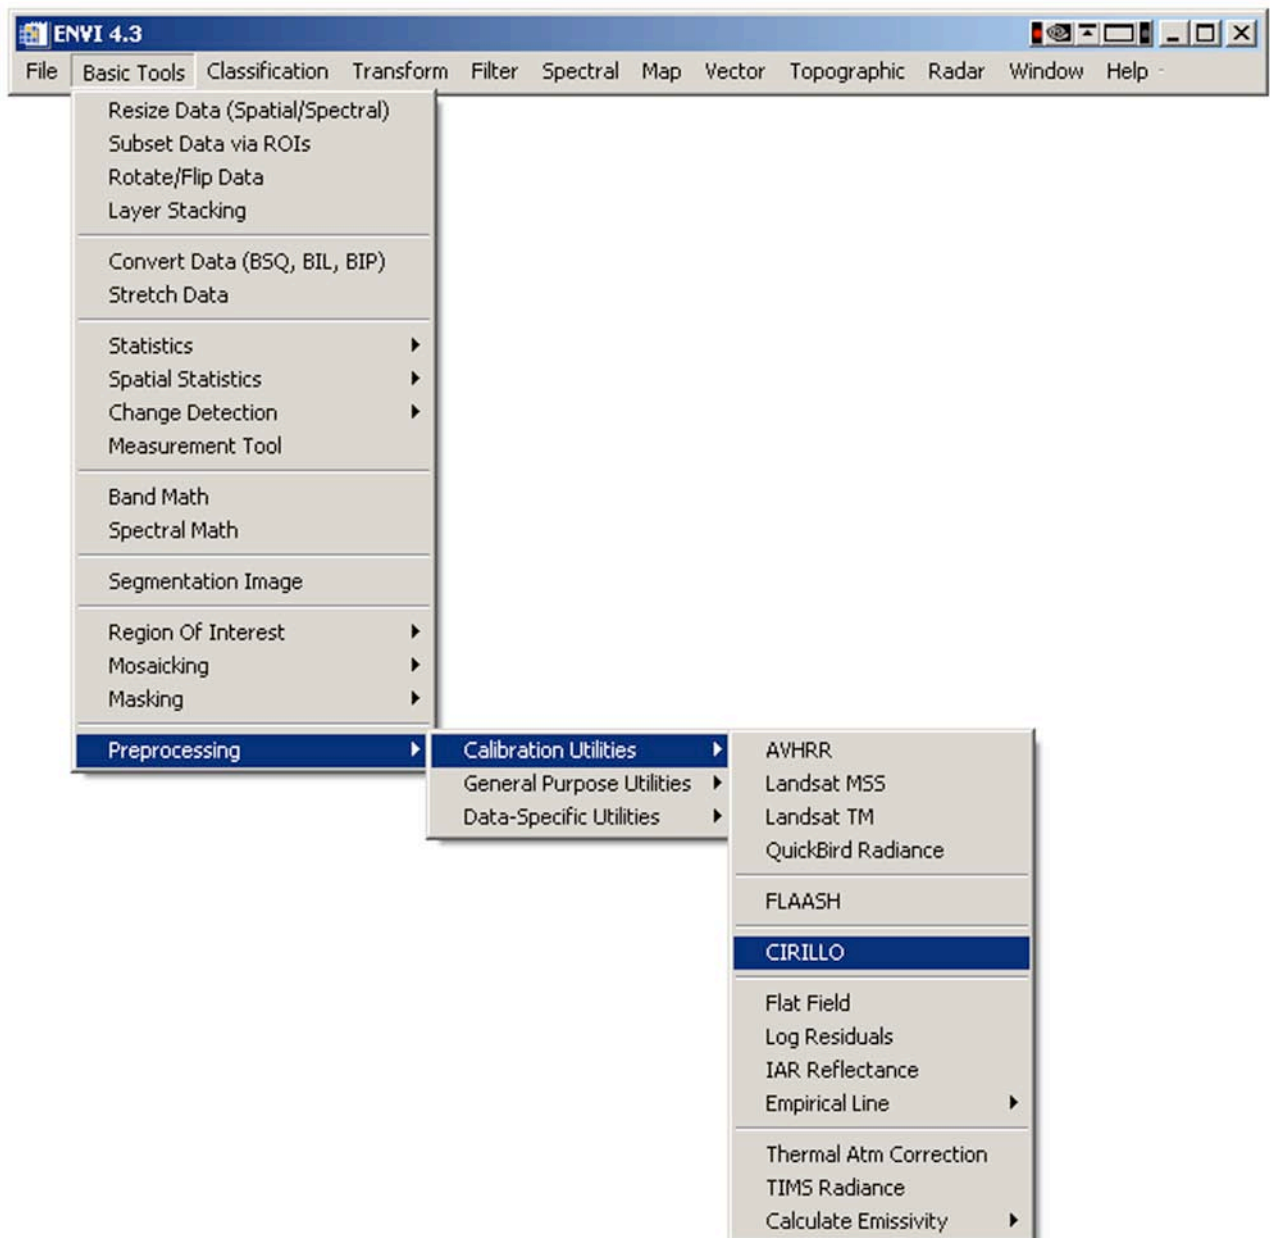 ENVI 4.3
File Basic Tools Classification Transform Filter Spectral Map Vector Topographic Radar Window Help
Resize Data (Spatial/Spectral)
Subset Data via ROIs
Rotate/Flip Data
Layer Stacking
Convert Data (BSQ, BIL, BIP)
Stretch Data
Statistics
Spatial Statistics
Change Detection
Measurement Tool
Band Math
Spectral Math
Segmentation Image
Region Of Interest
Mosaicking
Masking
Preprocessing
Calibration Utilities
General Purpose Utilities
Data-Specific Utilities
AVHRR
Landsat MSS
Landsat TM
QuickBird Radiance
FLAASH
CIRILLO
Flat Field
Log Residuals
IAR Reflectance
Empirical Line
Thermal Atm Correction
TIMS Radiance
Calculate Emissivity